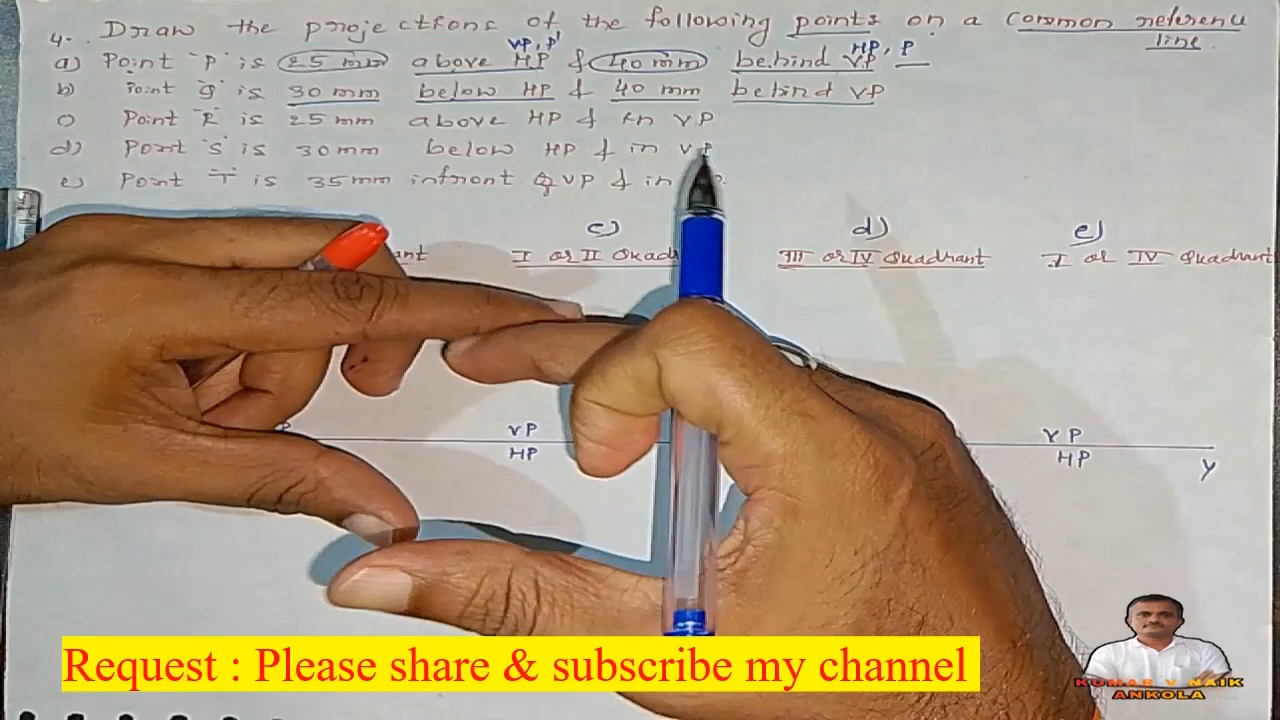 4. Draw the projections of the following points on a common reference
line.
VP, P' HP, P
a) Point "P" is 25 mm above HP & 40 mm behind VP
b) Point "Q" is 30 mm below HP & 40 mm behind VP
c) Point "R" is 25 mm above HP & in VP
d) Point "S" is 30 mm below HP & in VP
e) Point "T" is 35 mm infront of VP & in
c) d) e)
I or II III or IV Quadrant I or IV Quadrant
VP VP
HP HP Y
Request : Please share & subscribe my channel
KUMAR V NAIK
ANKOLA